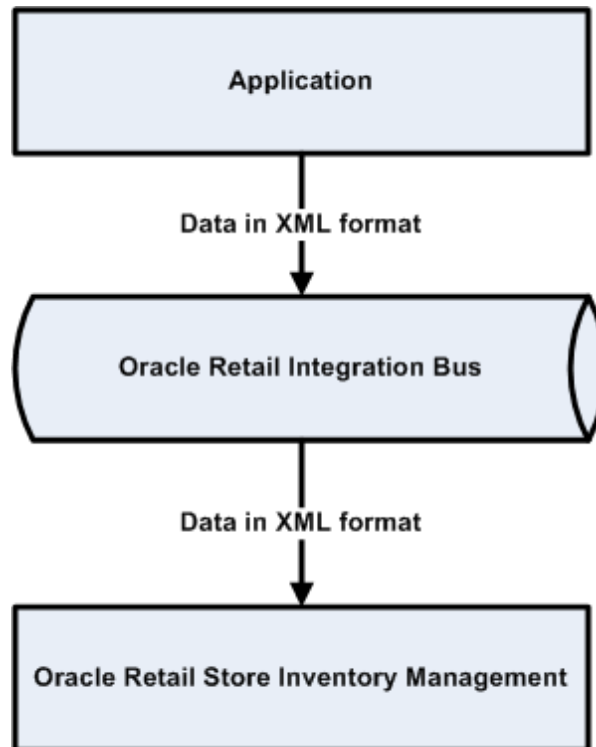 Application
Data in XML format
Oracle Retail Integration Bus
Data in XML format
Oracle Retail Store Inventory Management